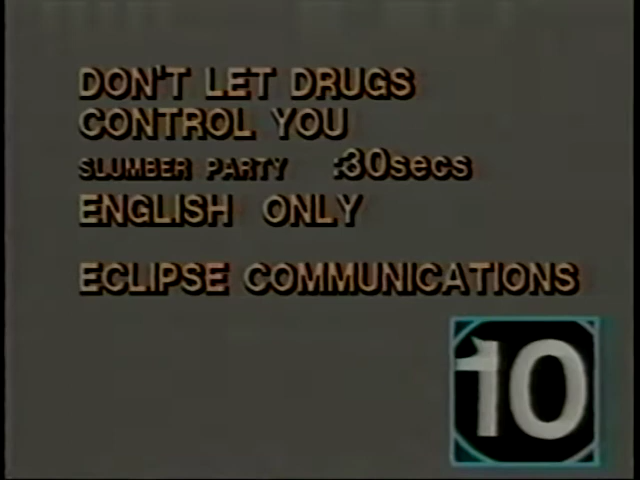 DON'T LET DRUGS
CONTROL YOU
SLUMBER PARTY :30secs
ENGLISH ONLY
ECLIPSE COMMUNICATIONS
10